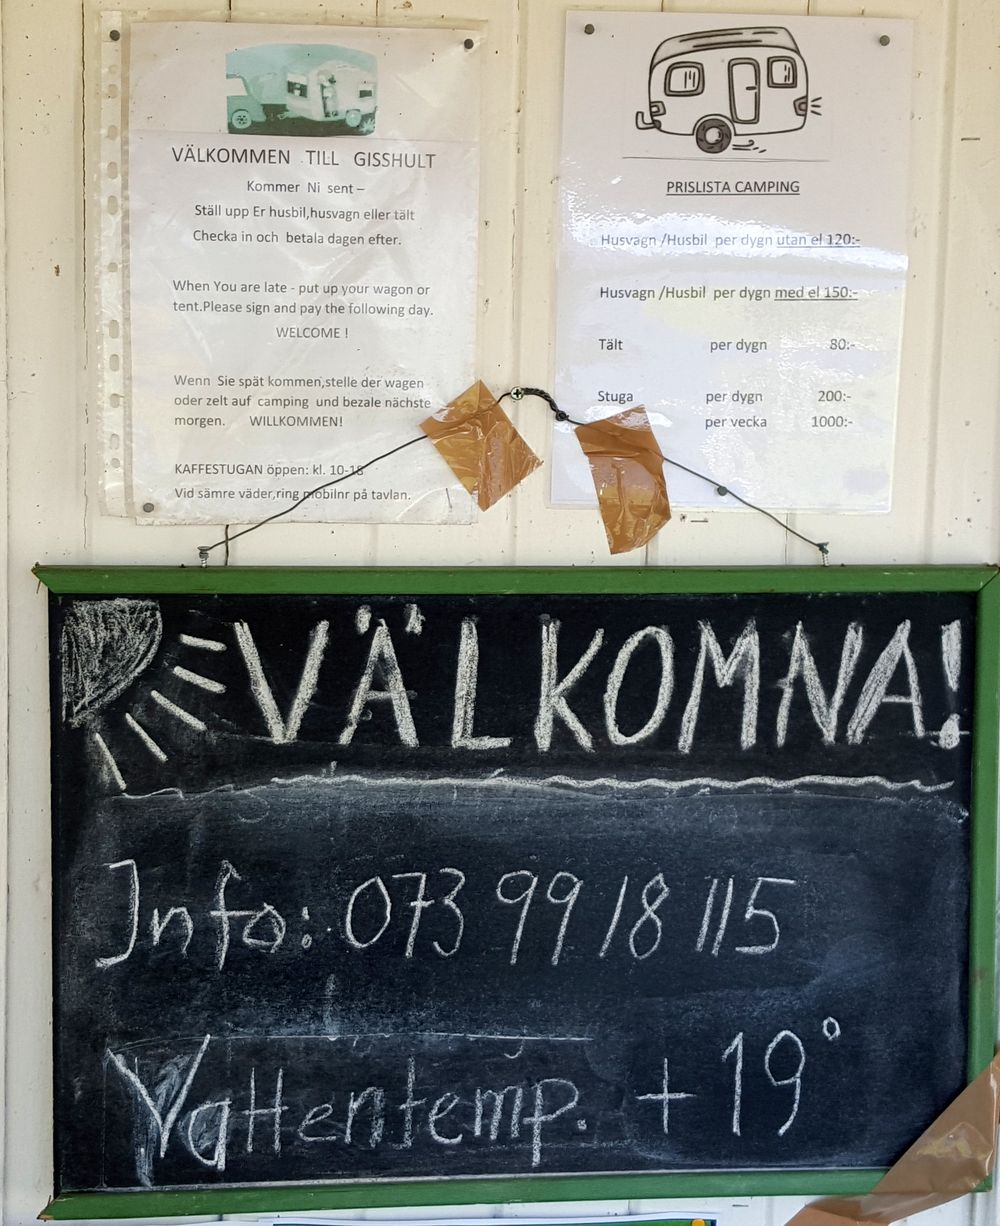 VÄLKOMMEN TILL GISSHULT
Kommer Ni sent –
Ställ upp Er husbil,husvagn eller tält
Checka in och betala dagen efter.
When You are late - put up your wagon or
tent.Please sign and pay the following day.
WELCOME !
Wenn Sie spät kommen,stelle der wagen
oder zelt auf camping und bezale nächste
morgen. WILLKOMMEN!
KAFFESTUGAN öppen: kl. 10-18
Vid sämre väder,ring mobilnr på tavlan.
PRISLISTA CAMPING
Husvagn /Husbil per dygn utan el 120:-
Husvagn /Husbil per dygn med el 150:-
Tält per dygn 80:-
Stuga per dygn 200:-
per vecka 1000:-
VÄLKOMNA!
Info: 073 99 18 115
Vattentemp. + 19°